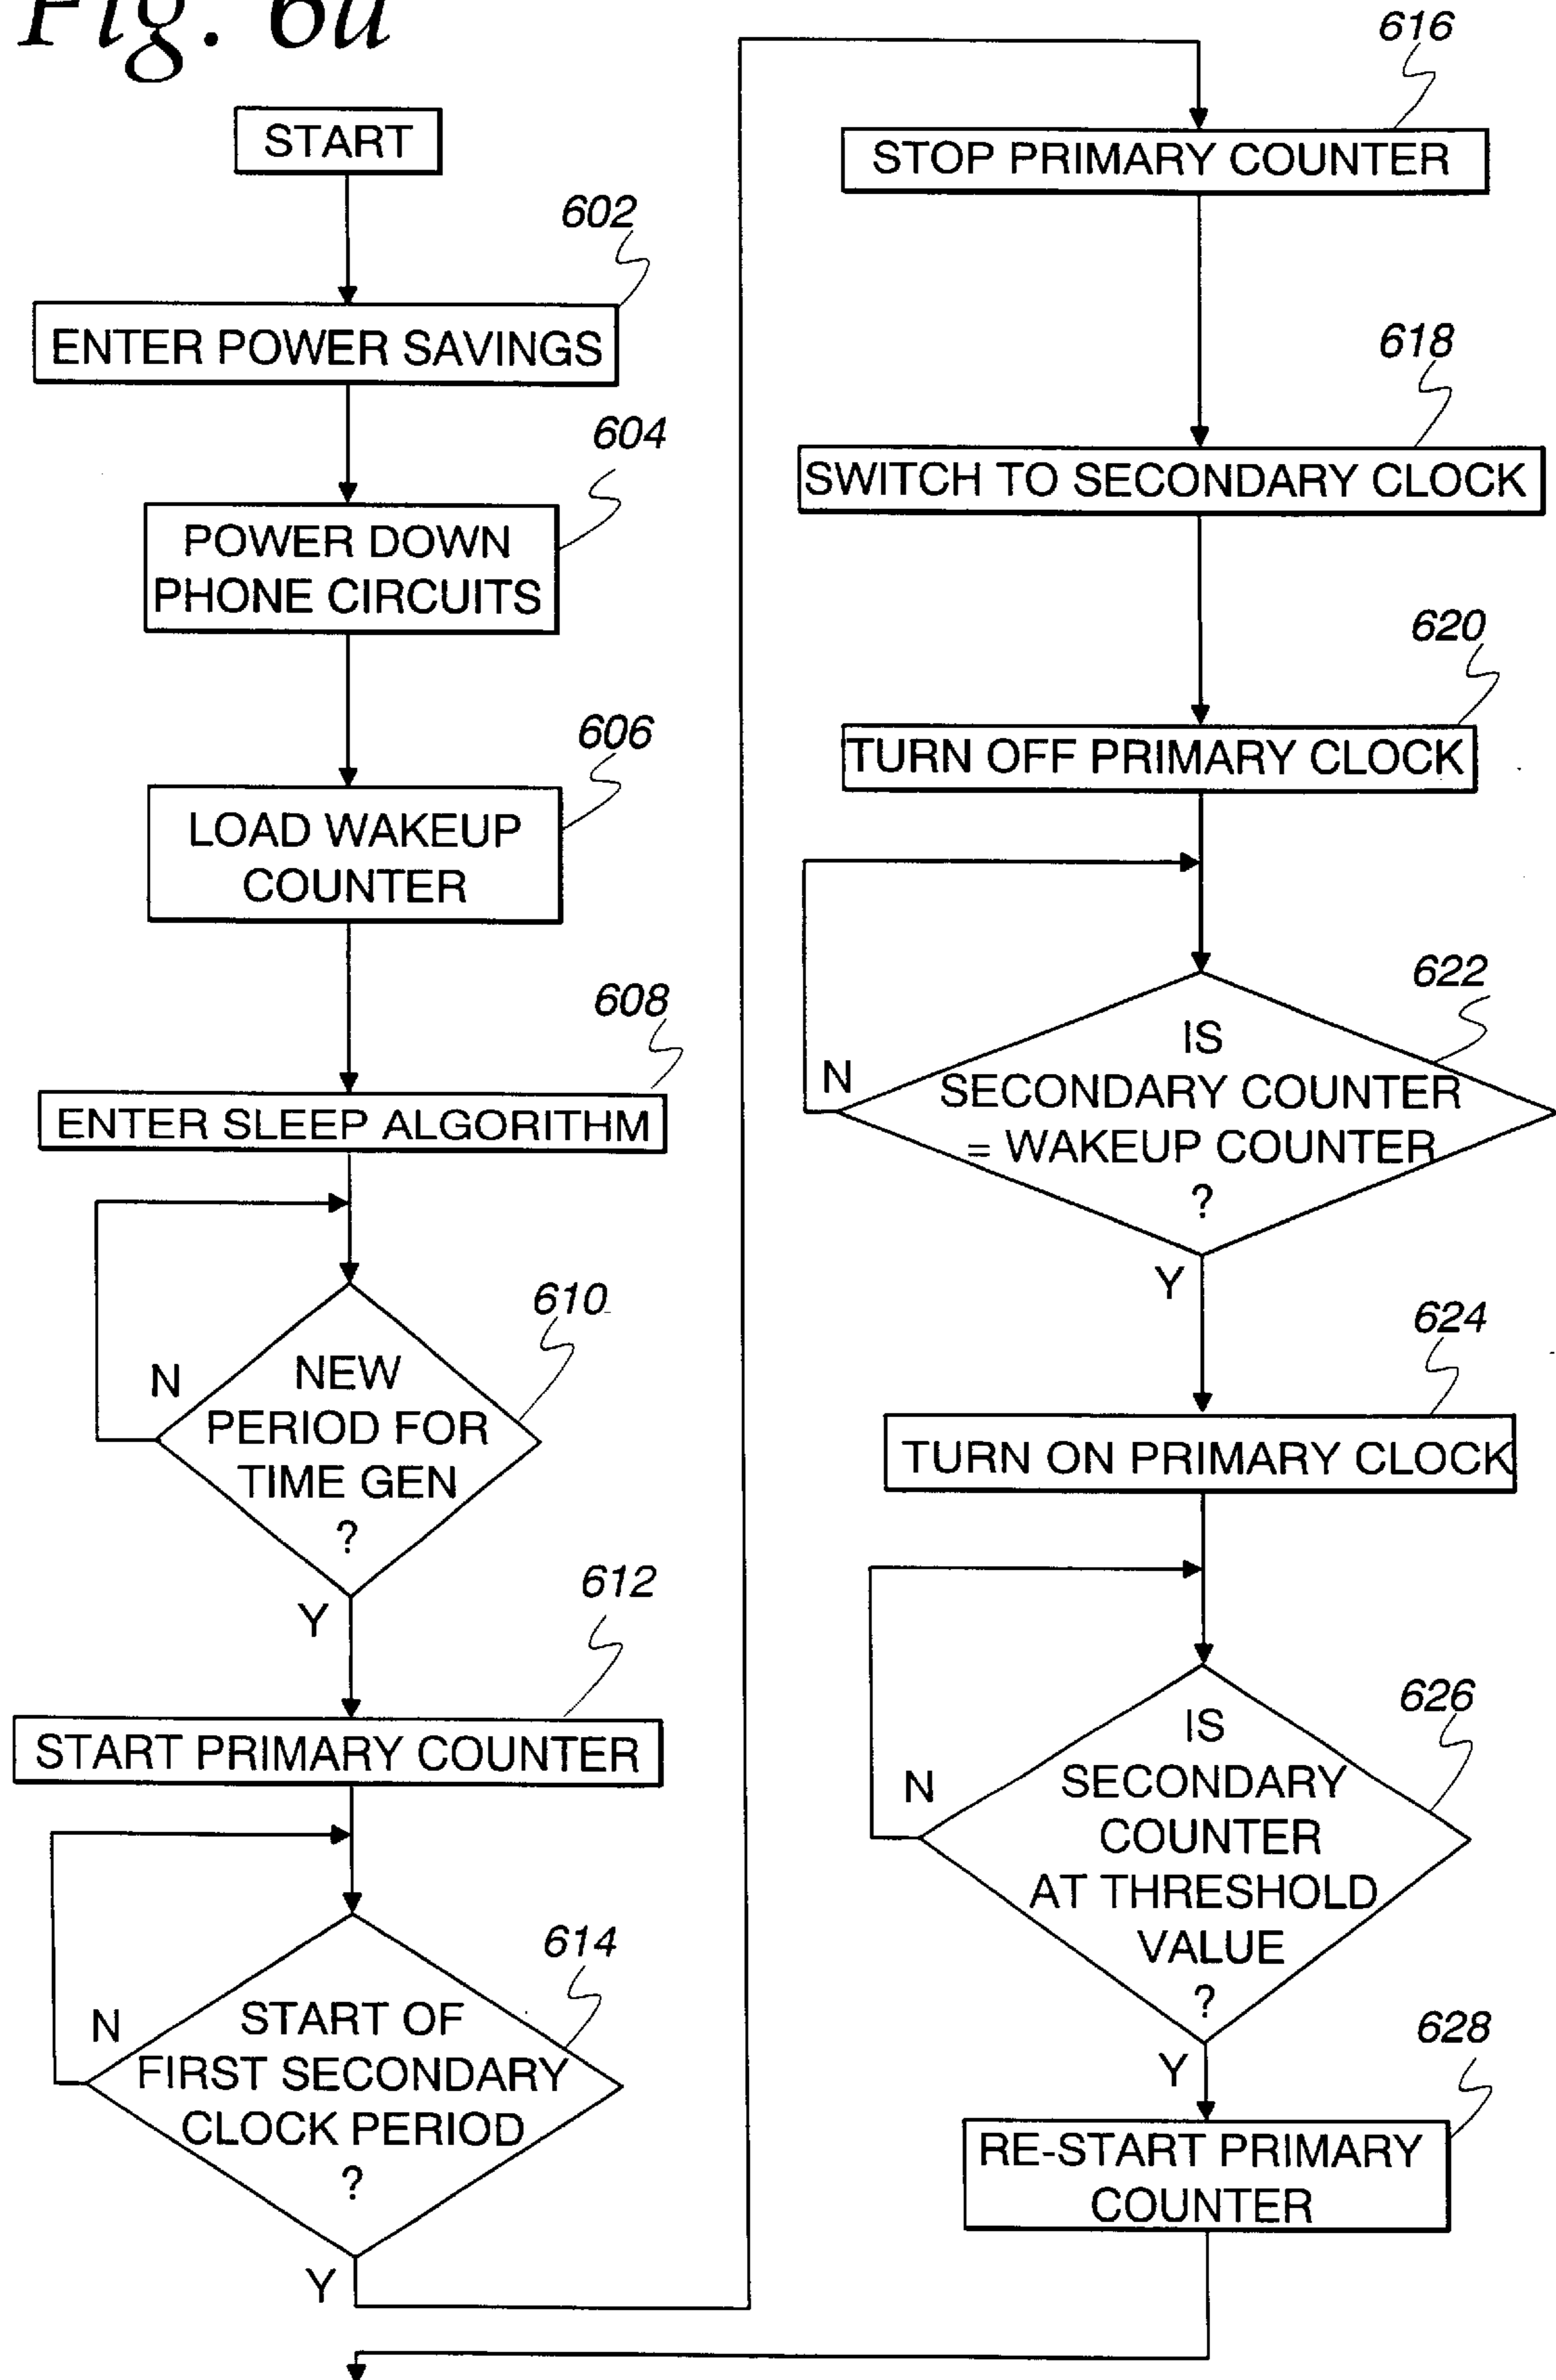 Fig. 6a
START
602
ENTER POWER SAVINGS
604
POWER DOWN
PHONE CIRCUITS
606
LOAD WAKEUP
COUNTER
608
ENTER SLEEP ALGORITHM
610
N
NEW
PERIOD FOR
TIME GEN
?
Y
612
START PRIMARY COUNTER
614
N
START OF
FIRST SECONDARY
CLOCK PERIOD
?
Y
616
STOP PRIMARY COUNTER
618
SWITCH TO SECONDARY CLOCK
620
TURN OFF PRIMARY CLOCK
622
N
IS
SECONDARY COUNTER
= WAKEUP COUNTER
?
Y
624
TURN ON PRIMARY CLOCK
626
N
IS
SECONDARY
COUNTER
AT THRESHOLD
VALUE
?
Y
628
RE-START PRIMARY
COUNTER